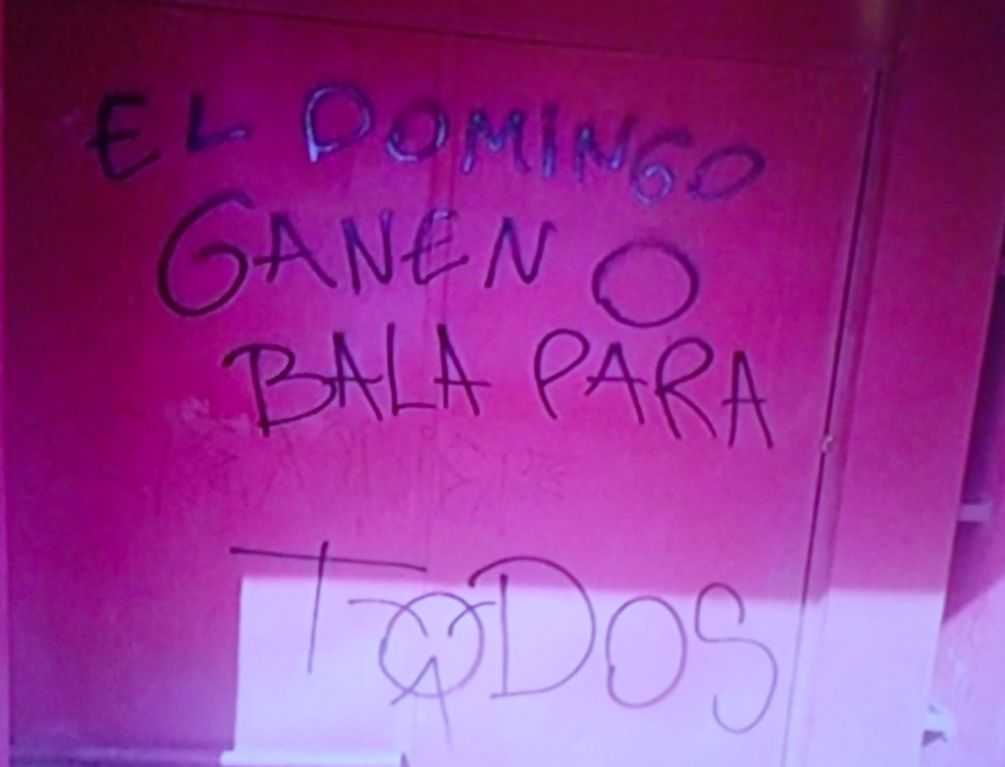 EL DOMINGO
GANEN O
BALA PARA
TODOS